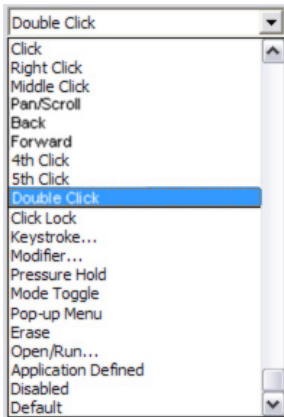 Double Click
Click
Right Click
Middle Click
Pan/Scroll
Back
Forward
4th Click
5th Click
Double Click
Click Lock
Keystroke...
Modifier...
Pressure Hold
Mode Toggle
Pop-up Menu
Erase
Open/Run...
Application Defined
Disabled
Default